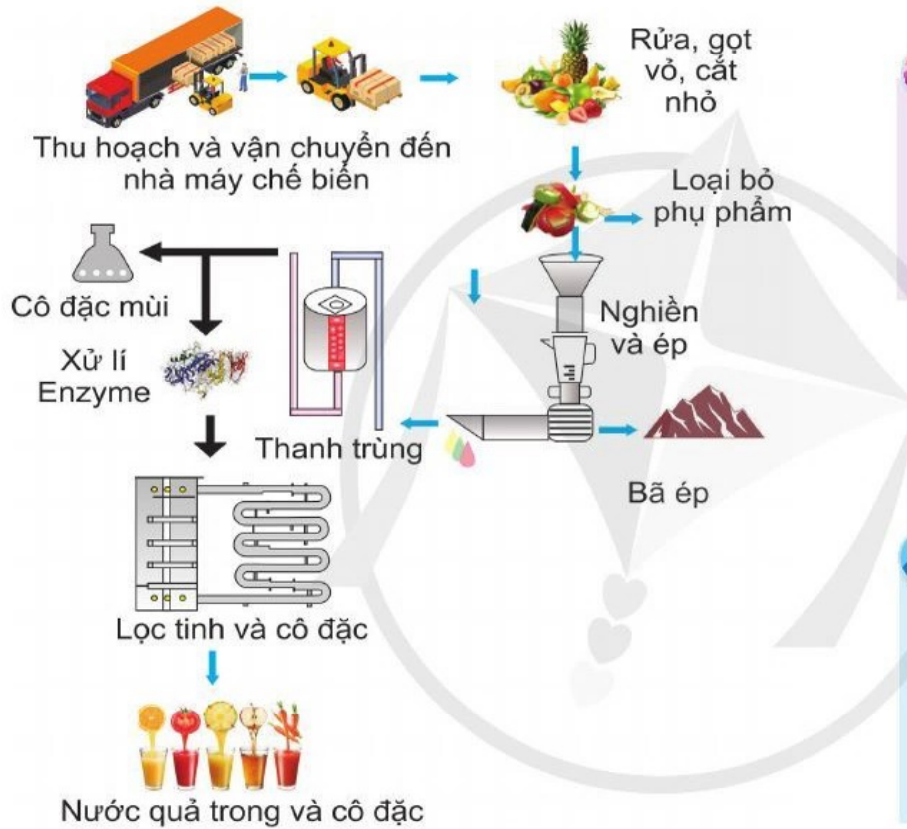 Thu hoạch và vận chuyển đến
nhà máy chế biến
Rửa, gọt
vỏ, cắt
nhỏ
Loại bỏ
phụ phẩm
Nghiền
và ép
Bã ép
Thanh trùng
Cô đặc mùi
Xử lí
Enzyme
Lọc tinh và cô đặc
Nước quả trong và cô đặc